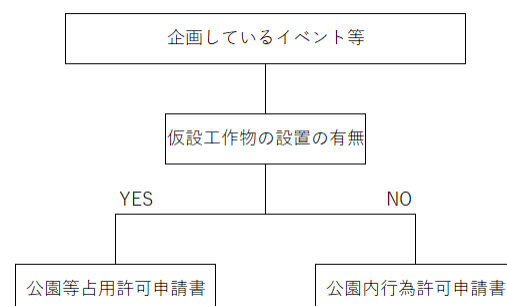 企画しているイベント等
仮設工作物の設置の有無
YES
NO
公園等占用許可申請書
公園内行為許可申請書